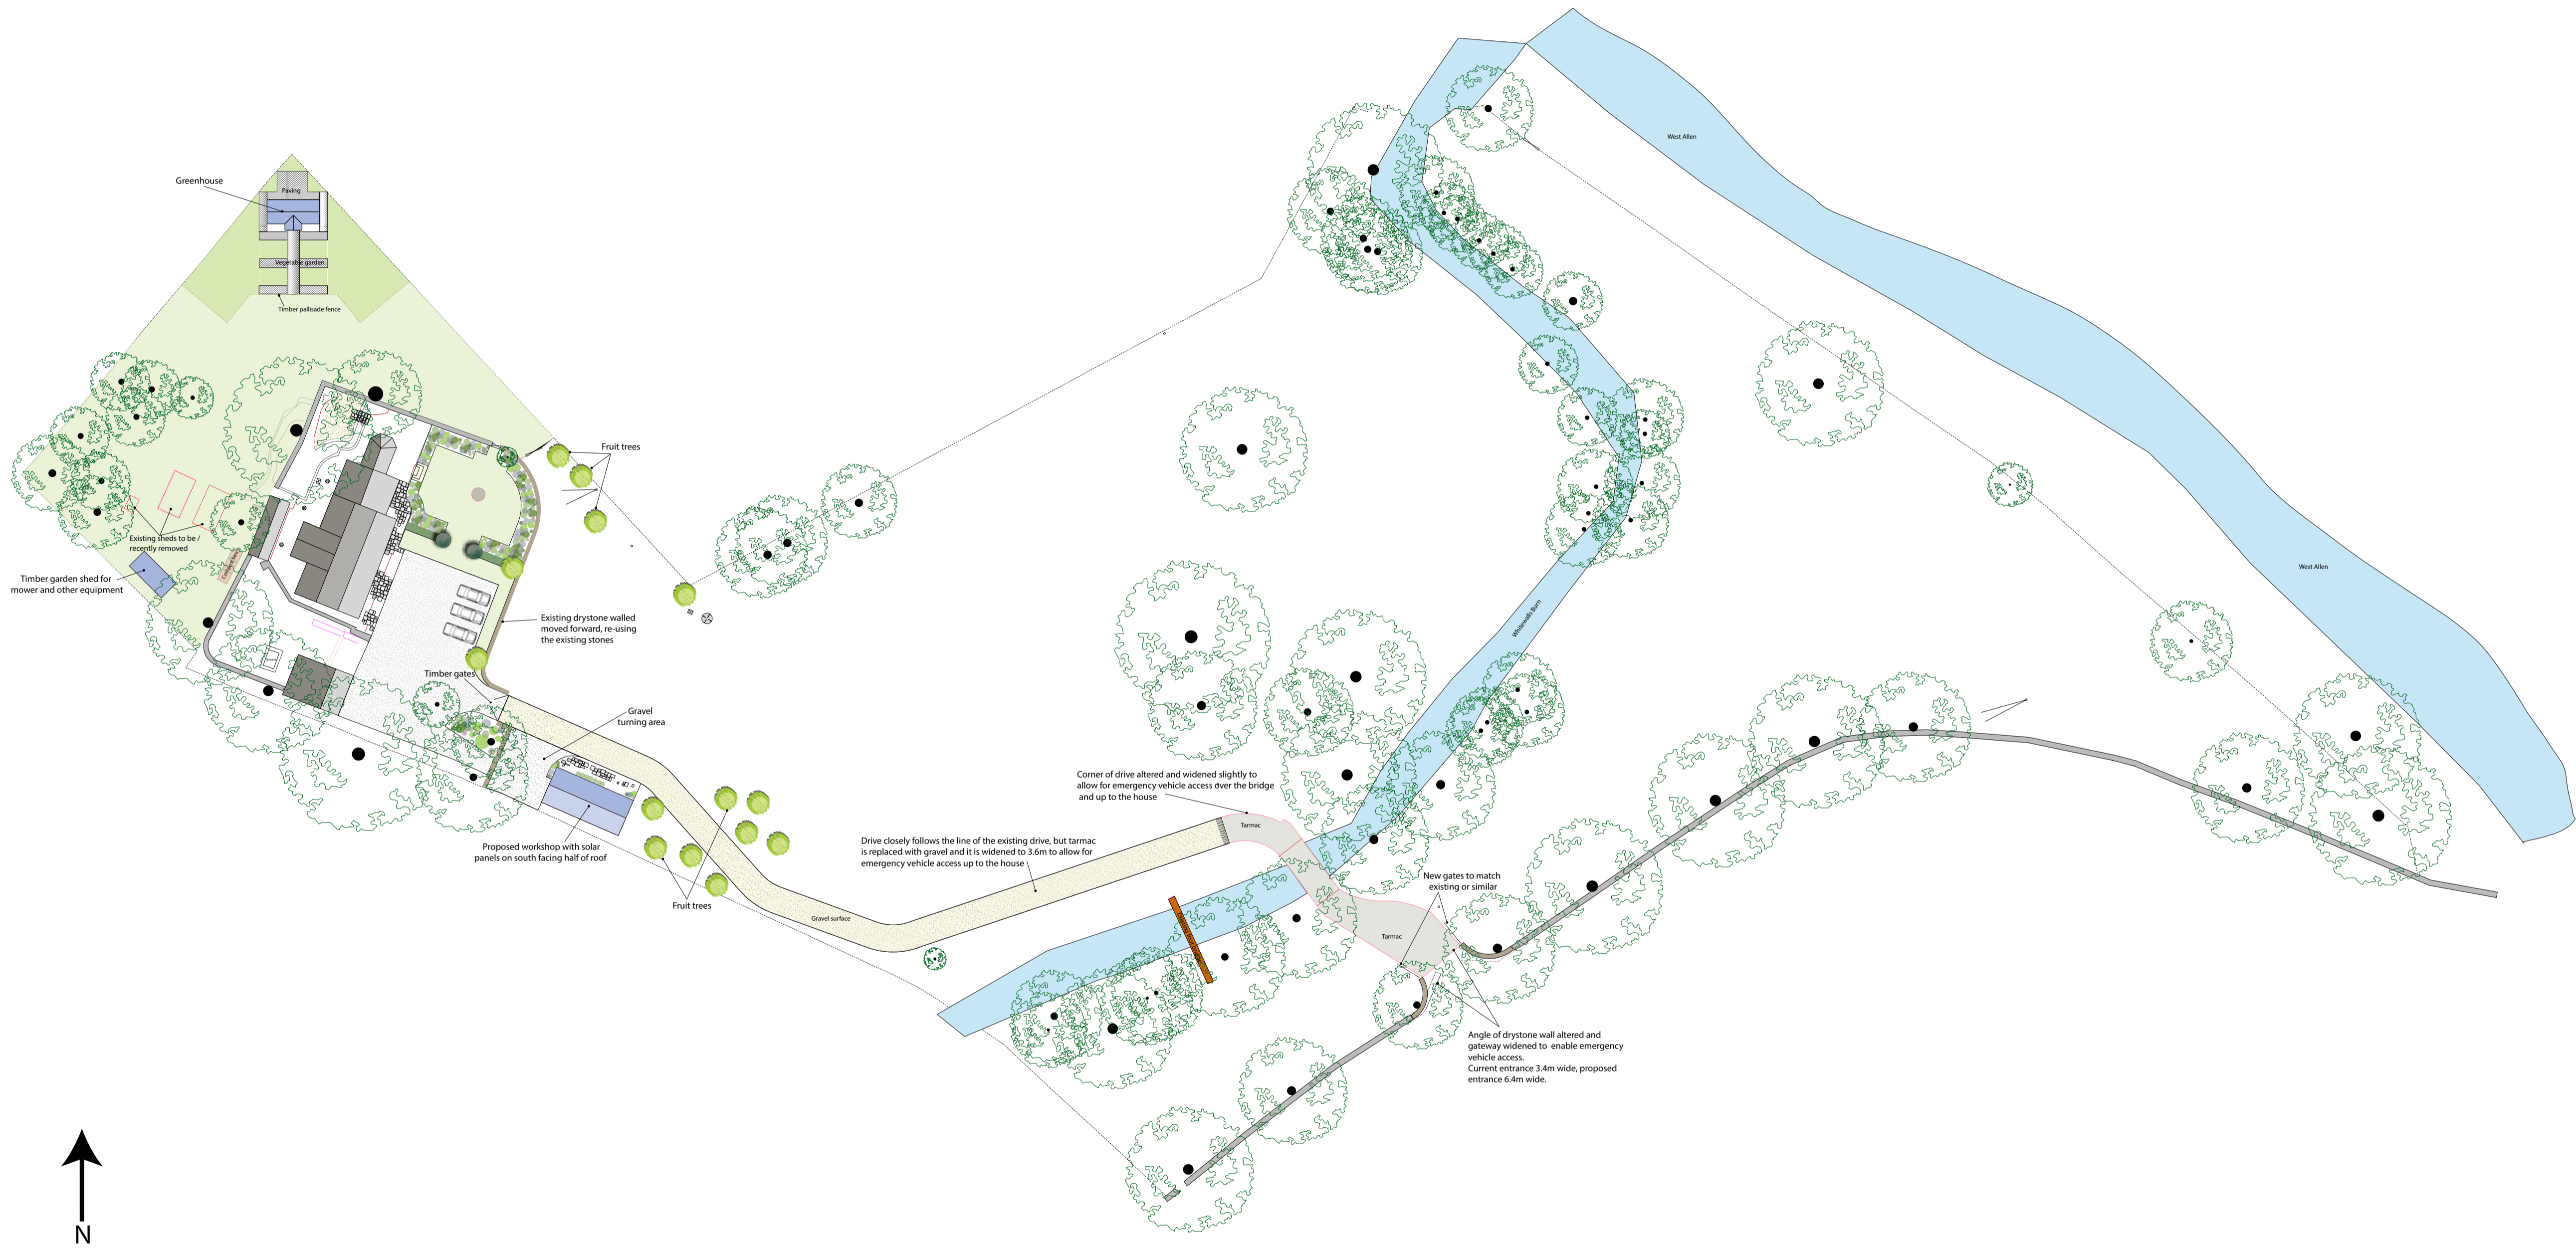 West Allen
Greenhouse
Paving
Vegetable garden
Timber pallisade fence
Fruit trees
Existing sheds to be /
recently removed
Timber garden shed for
mower and other equipment
West Allen
Whitewalls Burn
Existing drystone walled
moved forward, re-using
the existing stones
Timber gates
Gravel
turning area
Corner of drive altered and widened slightly to
allow for emergency vehicle access over the bridge
and up to the house
Tarmac
Drive closely follows the line of the existing drive, but tarmac
is replaced with gravel and it is widened to 3.6m to allow for
emergency vehicle access up to the house
Proposed workshop with solar
panels on south facing half of roof
New gates to match
existing or similar
Fruit trees
Gravel surface
Tarmac
Angle of drystone wall altered and
gateway widened to enable emergency
vehicle access.
Current entrance 3.4m wide, proposed
entrance 6.4m wide.
N